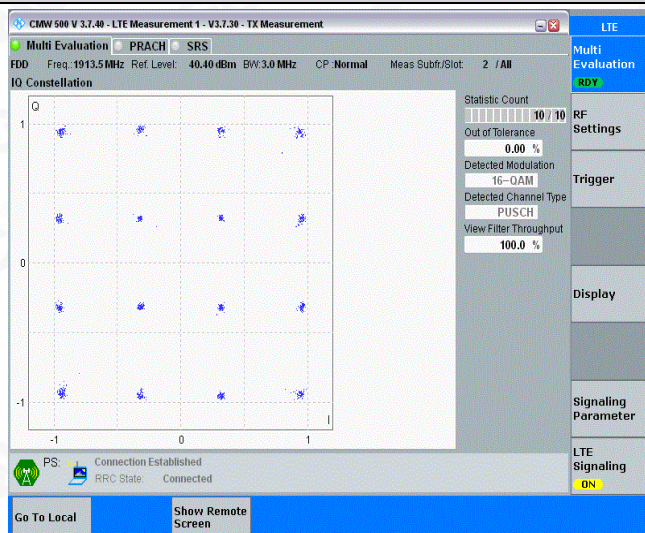 CMW 500 V 3.7.40 - LTE Measurement 1 - V3.7.30 - TX Measurement
LTE
Multi Evaluation PRACH SRS
FDD Freq.:1913.5 MHz Ref. Level: 40.40 dBm BW:3.0 MHz CP :Normal Meas Subfr./Slot: 2 / All
IQ Constellation
Q
1
0
-1
I
-1 0 1
Statistic Count
10 / 10
Out of Tolerance
0.00 %
Detected Modulation
16-QAM
Detected Channel Type
PUSCH
View Filter Throughput
100.0 %
Multi
Evaluation
RDY
RF
Settings
Trigger
Display
Signaling
Parameter
LTE
Signaling
ON
PS: Connection Established
RRC State: Connected
Go To Local
Show Remote
Screen